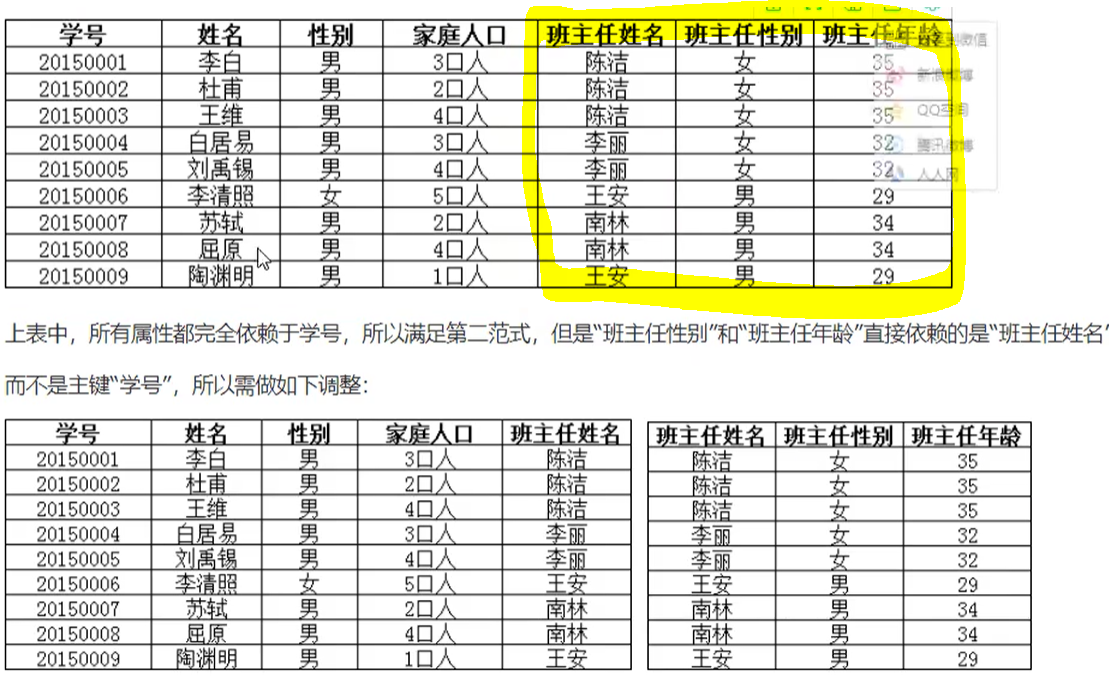 学号 姓名 性别 家庭人口 班主任姓名 班主任性别 班主任年龄
20150001 李白 男 3口人 陈洁 女 35
20150002 杜甫 男 2口人 陈洁 女 35
20150003 王维 男 4口人 陈洁 女 35
20150004 白居易 男 3口人 李丽 女 32
20150005 刘禹锡 男 4口人 李丽 女 32
20150006 李清照 女 5口人 王安 男 29
20150007 苏轼 男 2口人 南林 男 34
20150008 屈原 男 4口人 南林 男 34
20150009 陶渊明 男 1口人 王安 男 29
新浪微博
QQ空间
腾讯微博
人人网
上表中，所有属性都完全依赖于学号，所以满足第二范式，但是“班主任性别”和“班主任年龄”直接依赖的是“班主任姓名”
而不是主键“学号”，所以需做如下调整：
学号 姓名 性别 家庭人口 班主任姓名
20150001 李白 男 3口人 陈洁
20150002 杜甫 男 2口人 陈洁
20150003 王维 男 4口人 陈洁
20150004 白居易 男 3口人 李丽
20150005 刘禹锡 男 4口人 李丽
20150006 李清照 女 5口人 王安
20150007 苏轼 男 2口人 南林
20150008 屈原 男 4口人 南林
20150009 陶渊明 男 1口人 王安
班主任姓名 班主任性别 班主任年龄
陈洁 女 35
陈洁 女 35
陈洁 女 35
李丽 女 32
李丽 女 32
王安 男 29
南林 男 34
南林 男 34
王安 男 29